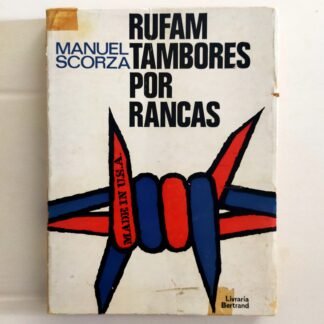 RUFAM
MANUEL TAMBORES
SCORZA POR
RANCAS
MADE IN U.S.A.
Livraria
Bertrand